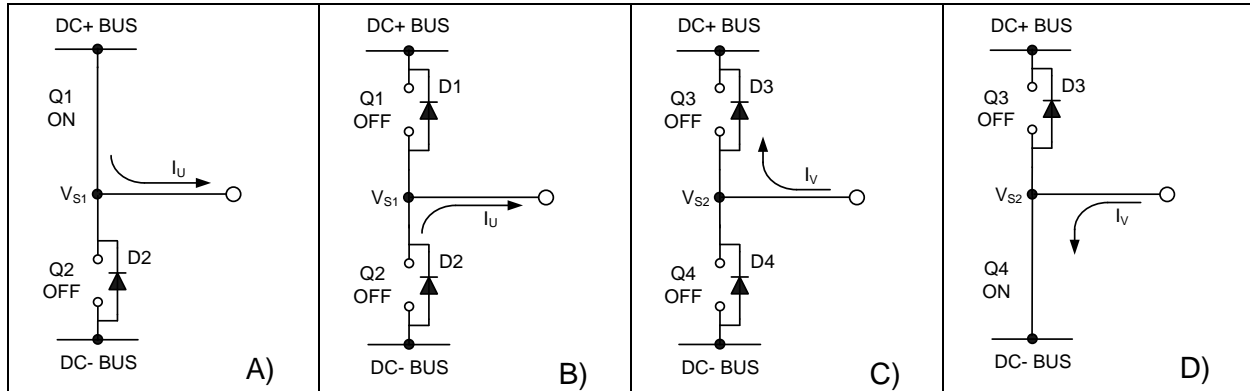 DC+ BUS
Q1
ON
I_U
V_S1
D2
Q2
OFF
DC- BUS
A)
DC+ BUS
D1
Q1
OFF
V_S1
I_U
D2
Q2
OFF
DC- BUS
B)
DC+ BUS
D3
Q3
OFF
I_V
V_S2
D4
Q4
OFF
DC- BUS
C)
DC+ BUS
D3
Q3
OFF
V_S2
I_V
Q4
ON
DC- BUS
D)